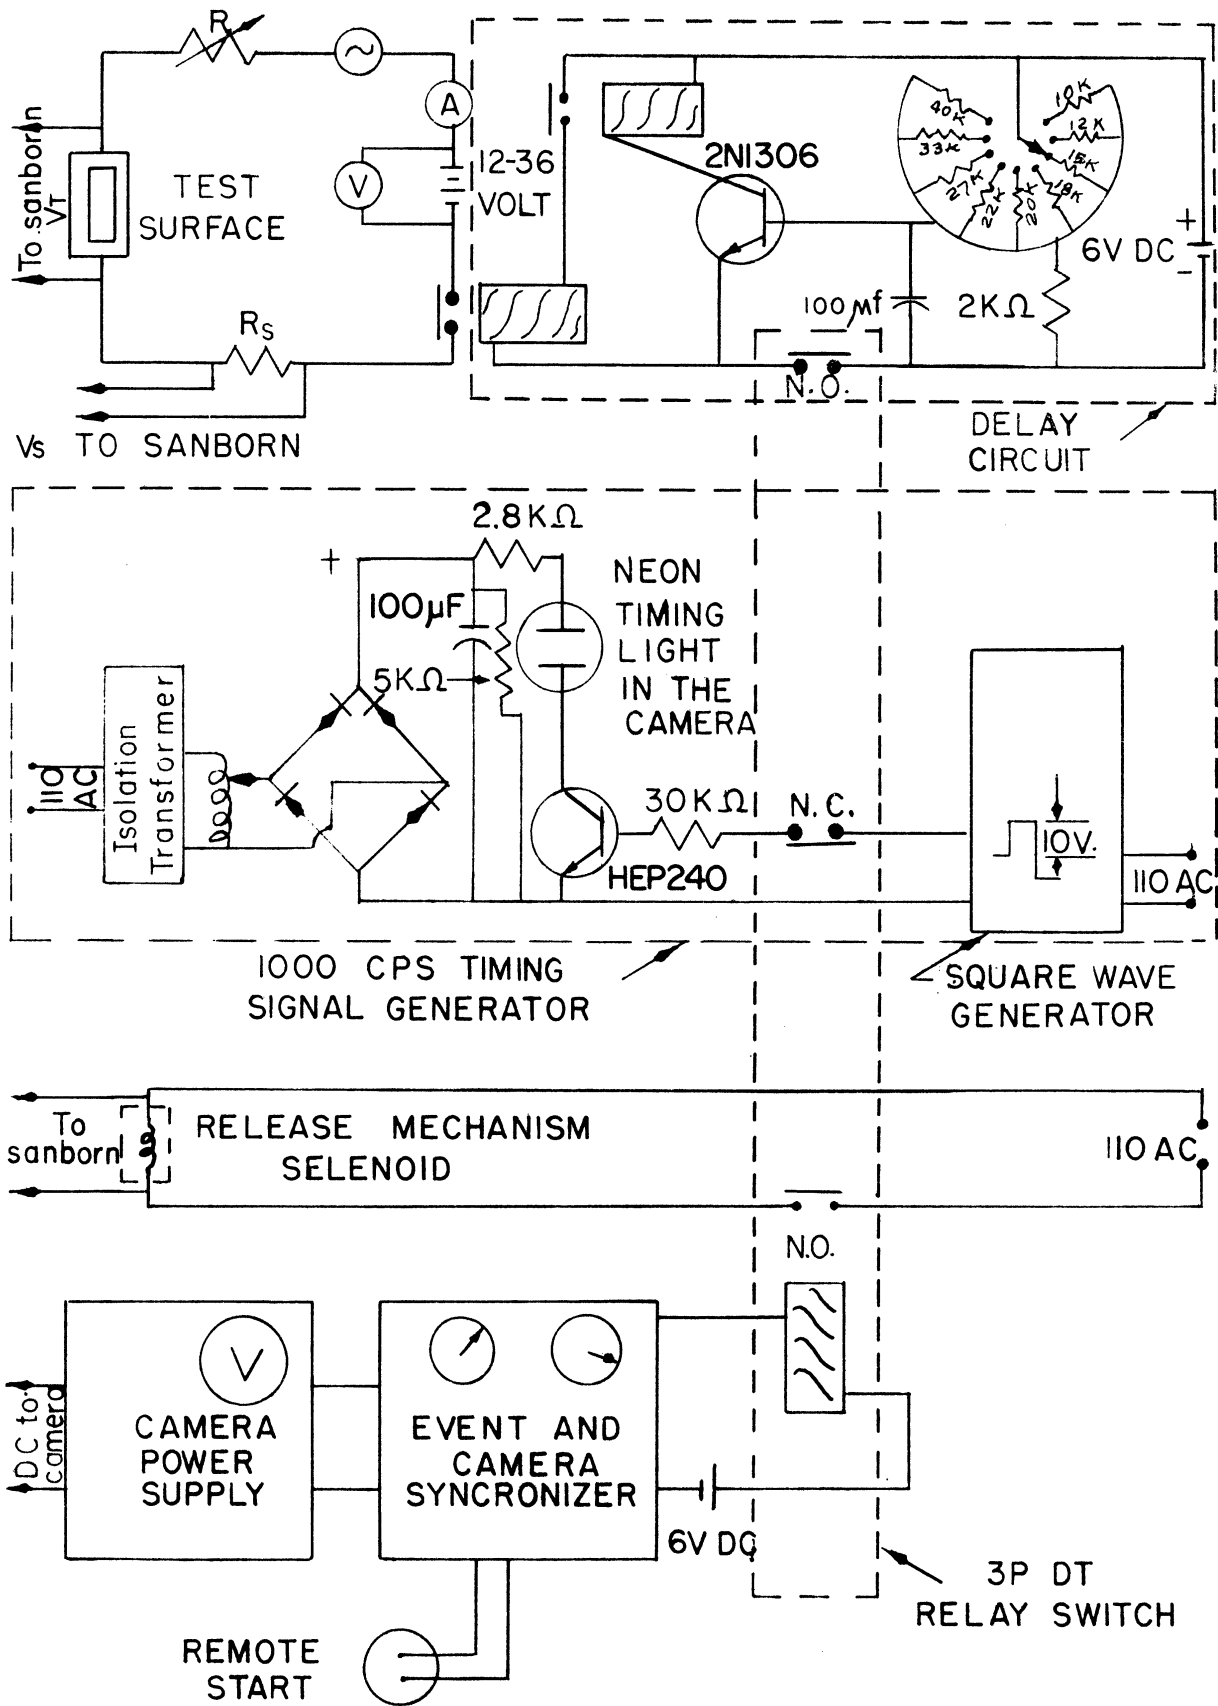 R
A
V
12-36
VOLT
To sanborn
VT
TEST
SURFACE
RS
Vs TO SANBORN
2N1306
40K
33K
27K
22K
20K
18K
15K
12K
10K
+
6V DC
-
100μf
2KΩ
N.O.
DELAY
CIRCUIT
2.8KΩ
+
100μF
5KΩ
NEON
TIMING
LIGHT
IN THE
CAMERA
110
AC
Isolation
Transformer
30KΩ
N.C.
HEP240
10V.
110 AC
1000 CPS TIMING
SIGNAL GENERATOR
SQUARE WAVE
GENERATOR
To
sanborn
RELEASE MECHANISM
SELENOID
110 AC
N.O.
DC to
camera
V
CAMERA
POWER
SUPPLY
EVENT AND
CAMERA
SYNCRONIZER
6V DC
3P DT
RELAY SWITCH
REMOTE
START